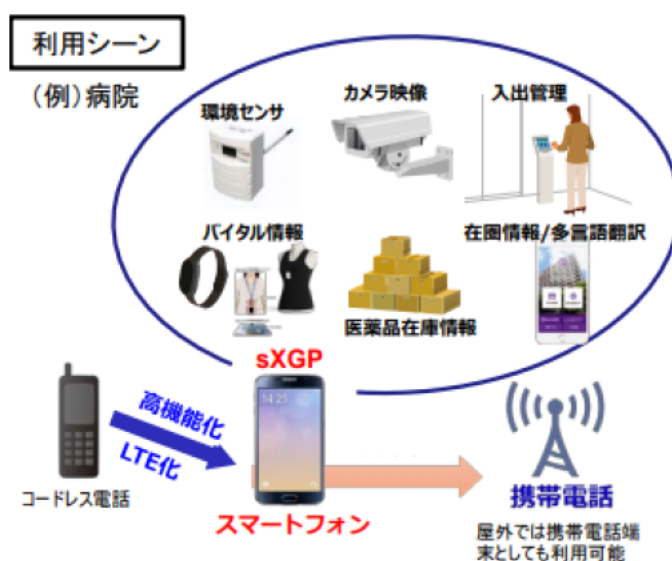 利用シーン
（例）病院
環境センサ
カメラ映像
入出管理
バイタル情報
医薬品在庫情報
在圏情報/多言語翻訳
sXGP
14:25
高機能化
LTE化
コードレス電話
スマートフォン
携帯電話
屋外では携帯電話端
末としても利用可能